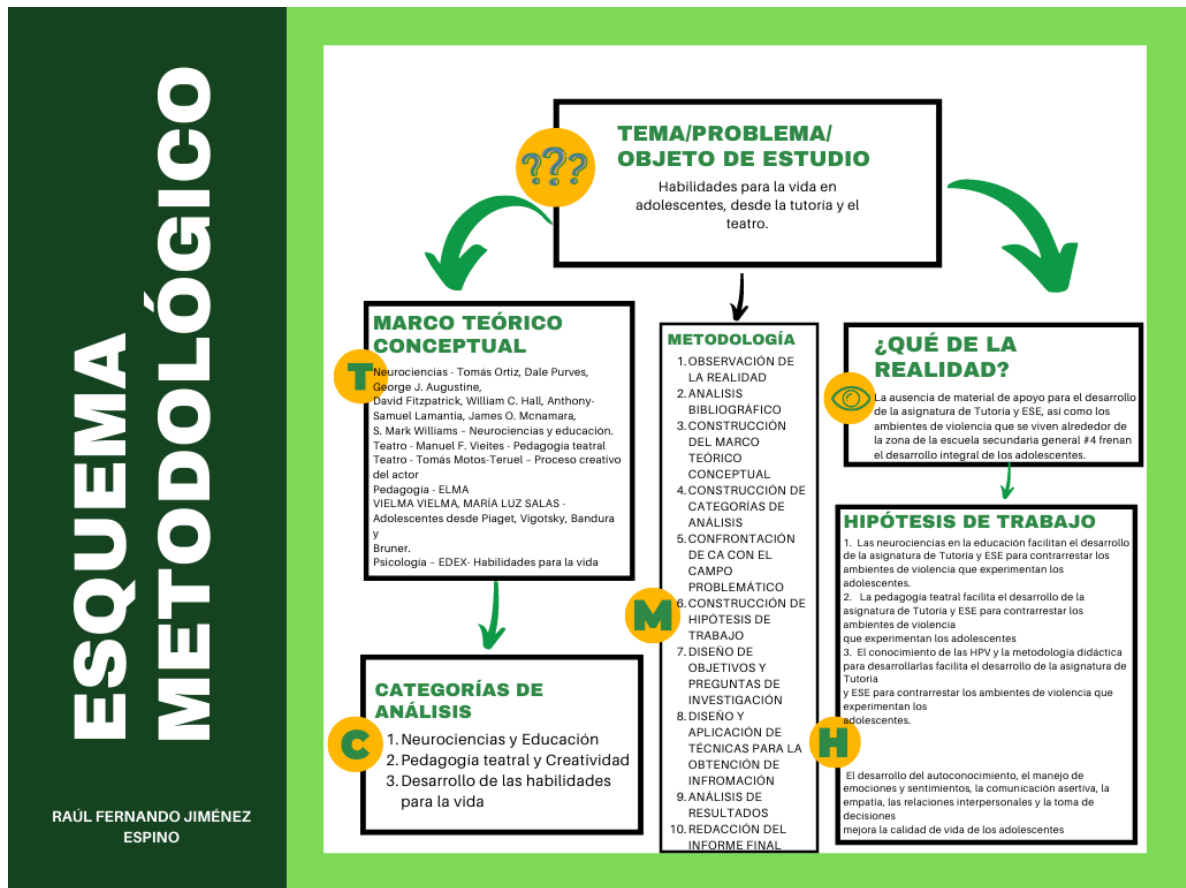 ESQUEMA
METODOLÓGICO
RAÚL FERNANDO JIMÉNEZ
ESPINO
???
TEMA/PROBLEMA/
OBJETO DE ESTUDIO
Habilidades para la vida en
adolescentes, desde la tutoría y el
teatro.
MARCO TEÓRICO
CONCEPTUAL
T
Neurociencias - Tomás Ortiz, Dale Purves,
George J. Augustine,
David Fitzpatrick, William C. Hall, Anthony-
Samuel Lamantia, James O. Mcnamara,
S. Mark Williams – Neurociencias y educación.
Teatro - Manuel F. Vieites - Pedagogía teatral
Teatro - Tomás Motos-Teruel – Proceso creativo
del actor
Pedagogía - ELMA
VIELMA VIELMA, MARÍA LUZ SALAS -
Adolescentes desde Piaget, Vigotsky, Bandura
y
Bruner.
Psicología – EDEX- Habilidades para la vida
CATEGORÍAS DE
ANÁLISIS
C
1. Neurociencias y Educación
2. Pedagogía teatral y Creatividad
3. Desarrollo de las habilidades
para la vida
METODOLOGÍA
M
1. OBSERVACIÓN DE
LA REALIDAD
2. ANALISIS
BIBLIOGRÁFICO
3. CONSTRUCCIÓN
DEL MARCO
TEÓRICO
CONCEPTUAL
4. CONSTRUCCIÓN DE
CATEGORÍAS DE
ANÁLISIS
5. CONFRONTACIÓN
DE CA CON EL
CAMPO
PROBLEMÁTICO
6. CONSTRUCCIÓN DE
HIPÓTESIS DE
TRABAJO
7. DISEÑO DE
OBJETIVOS Y
PREGUNTAS DE
INVESTIGACIÓN
8. DISEÑO Y
APLICACIÓN DE
TÉCNICAS PARA LA
OBTENCIÓN DE
INFROMACIÓN
9. ANÁLISIS DE
RESULTADOS
10. REDACCIÓN DEL
INFORME FINAL
¿QUÉ DE LA
REALIDAD?
La ausencia de material de apoyo para el desarrollo
de la asignatura de Tutoría y ESE, así como los
ambientes de violencia que se viven alrededor de
la zona de la escuela secundaria general #4 frenan
el desarrollo integral de los adolescentes.
HIPÓTESIS DE TRABAJO
H
1. Las neurociencias en la educación facilitan el desarrollo
de la asignatura de Tutoría y ESE para contrarrestar los
ambientes de violencia que experimentan los
adolescentes.
2. La pedagogía teatral facilita el desarrollo de la
asignatura de Tutoría y ESE para contrarrestar los
ambientes de violencia
que experimentan los adolescentes
3. El conocimiento de las HPV y la metodología didáctica
para desarrollarlas facilita el desarrollo de la asignatura de
Tutoría
y ESE para contrarrestar los ambientes de violencia que
experimentan los
adolescentes.
El desarrollo del autoconocimiento, el manejo de
emociones y sentimientos, la comunicación asertiva, la
empatía, las relaciones interpersonales y la toma de
decisiones
mejora la calidad de vida de los adolescentes